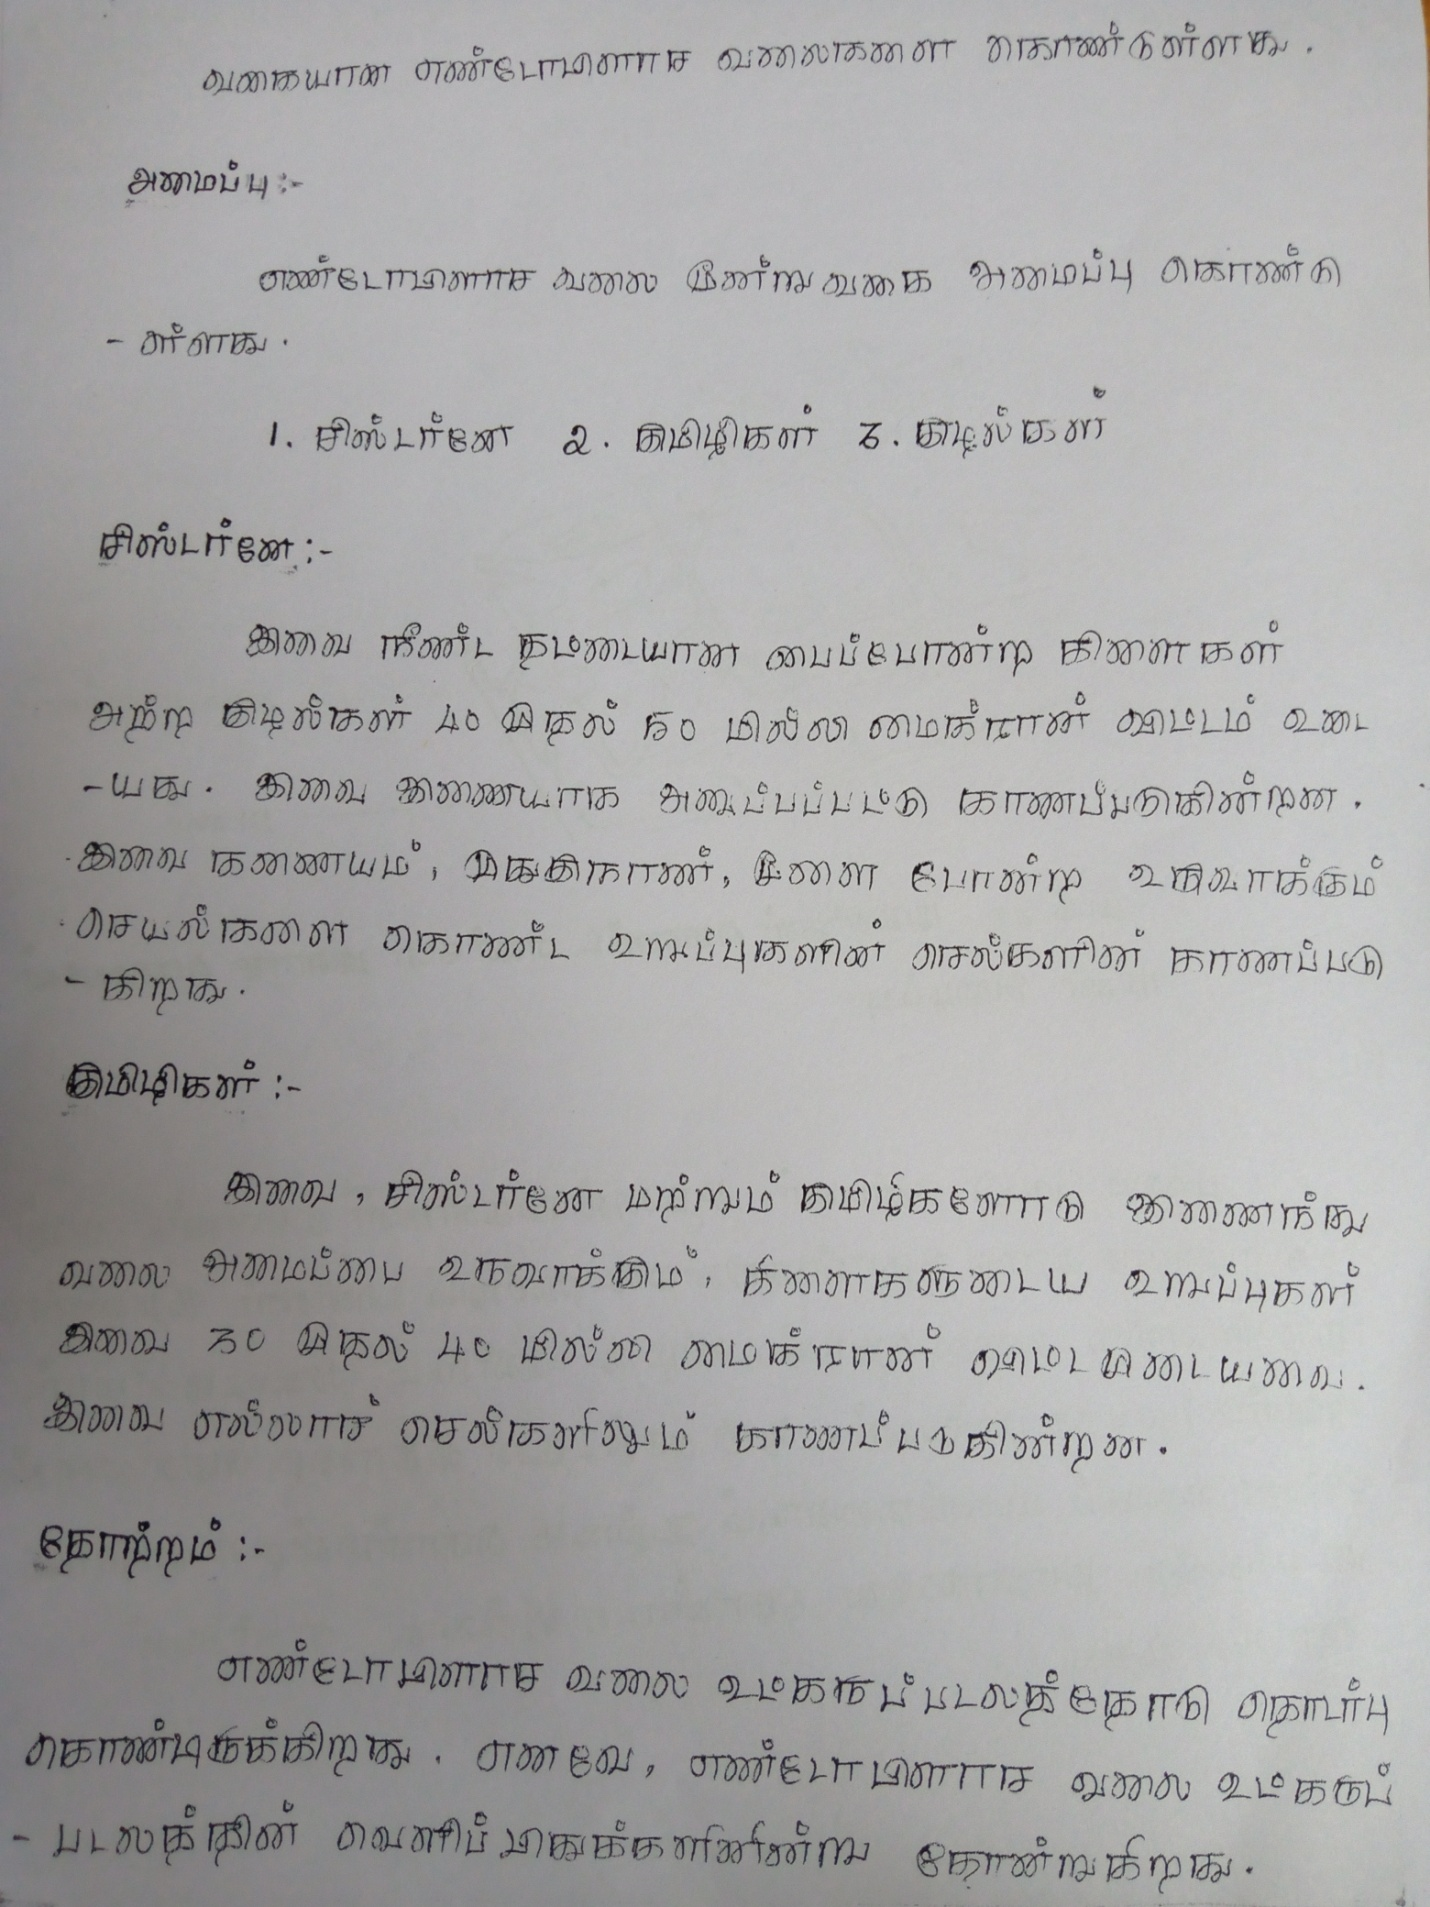 வகையான எண்டோபிளாச வலைகளை கொண்டுள்ளது.
அமைப்பு:-
எண்டோபிளாச வலை மூன்று வகை அமைப்பு கொண்டு
- ள்ளது.
1. சிஸ்டர்னே 2. குமிழிகள் 3. குழல்கள்
சிஸ்டர்னே:-
இவை நீண்ட தட்டையான பைப்போன்ற கிளைகள்
அற்ற குழல்கள் 40 முதல் 50 மில்லி மைக்ரான் விட்டம் உடை
-யது. இவை இணையாக அனுப்பப்பட்டு காணப்படுகின்றன.
இவை கணையம், முதுகுநாண், மூளை போன்ற உருவாக்கும்
செயல்களை கொண்ட உறுப்புகளின் செல்களின் காணப்படு
- கிறது.
குமிழிகள் :-
இவை, சிஸ்டர்னே மற்றும் குமிழிகளோடு இணைந்து
வலை அமைப்பை உருவாக்கும், கிளைகளுடைய உறுப்புகள்
இவை 30 முதல் 40 மில்லி மைக்ரான் விட்டமுடையவை.
இவை எல்லாச் செல்களிலும் காணப்படுகின்றன.
தோற்றம் :-
எண்டோபிளாச வலை உட்கருப் படலத்தோடு தொடர்பு
கொண்டிருக்கிறது. எனவே, எண்டோபிளாச வலை உட்கருப்
- படலத்தின் வெளிப் பிதுக்களினின்று தோன்றுகிறது.